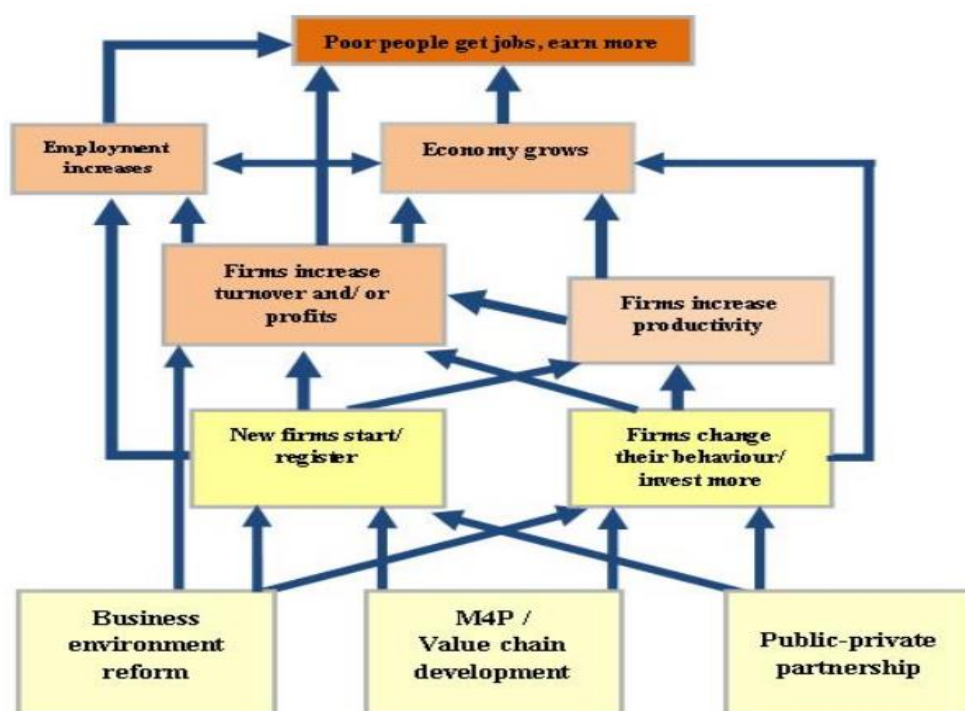 Poor people get jobs, earn more
Employment
increases
Economy grows
Firms increase
turnover and/ or
profits
Firms increase
productivity
New firms start/
register
Firms change
their behaviour/
invest more
Business
environment
reform
M4P /
Value chain
development
Public-private
partnership